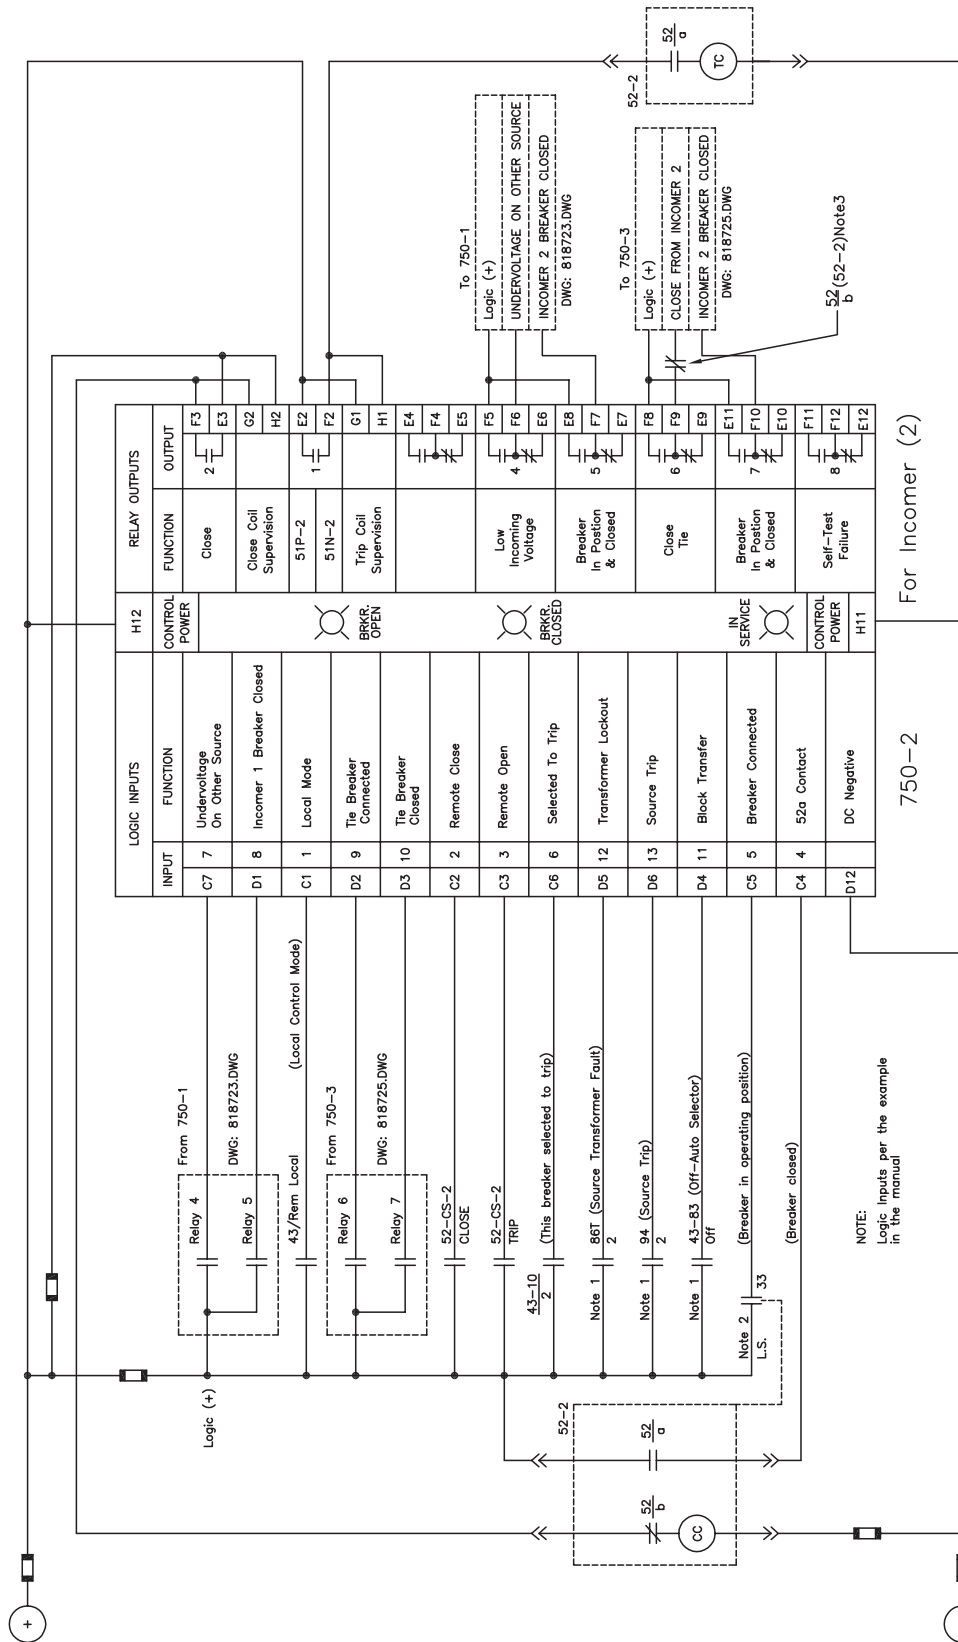 +
Logic (+)
From 750-1
Relay 4
Relay 5
DWG: 818723.DWG
43/Rem Local
(Local Control Mode)
From 750-3
Relay 6
Relay 7
DWG: 818725.DWG
52-CS-2
CLOSE
52-CS-2
TRIP
43-10
2
(This breaker selected to trip)
Note 1
86T (Source Transformer Fault)
2
Note 1
94 (Source Trip)
2
Note 1
43-83 (Off-Auto Selector)
Off
Note 2
L.S.
33
(Breaker in operating position)
(Breaker closed)
52-2
52
a
52
b
CC
NOTE:
Logic Inputs per the example
in the manual
LOGIC INPUTS
INPUT
FUNCTION
C7 7 Undervoltage
On Other Source
D1 8 Incomer 1 Breaker Closed
C1 1 Local Mode
D2 9 Tie Breaker
Connected
D3 10 Tie Breaker
Closed
C2 2 Remote Close
C3 3 Remote Open
C6 6 Selected To Trip
D5 12 Transformer Lockout
D6 13 Source Trip
D4 11 Block Transfer
C5 5 Breaker Connected
C4 4 52a Contact
D12 DC Negative
H12
CONTROL
POWER
BRKR.
OPEN
BRKR.
CLOSED
IN
SERVICE
CONTROL
POWER
H11
RELAY OUTPUTS
FUNCTION
OUTPUT
Close
2
F3
E3
Close Coil
Supervision
G2
H2
51P-2
51N-2
1
E2
F2
Trip Coil
Supervision
G1
H1
E4
F4
E5
Low
Incoming
Voltage
4
F5
F6
E6
Breaker
In Postion
& Closed
5
E8
F7
E7
Close
Tie
6
F8
F9
E9
Breaker
In Postion
& Closed
7
E11
F10
E10
Self-Test
Failure
8
F11
F12
E12
750-2
For Incomer (2)
To 750-1
Logic (+)
UNDERVOLTAGE ON OTHER SOURCE
INCOMER 2 BREAKER CLOSED
DWG: 818723.DWG
To 750-3
Logic (+)
CLOSE FROM INCOMER 2
INCOMER 2 BREAKER CLOSED
DWG: 818725.DWG
52 (52-2)Note3
b
52-2
52
a
TC